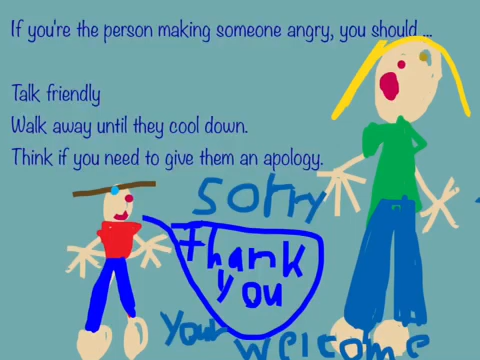 If you're the person making someone angry, you should ...
Talk friendly
Walk away until they cool down.
Think if you need to give them an apology.
Sorry
Thank
you
Your
welcome